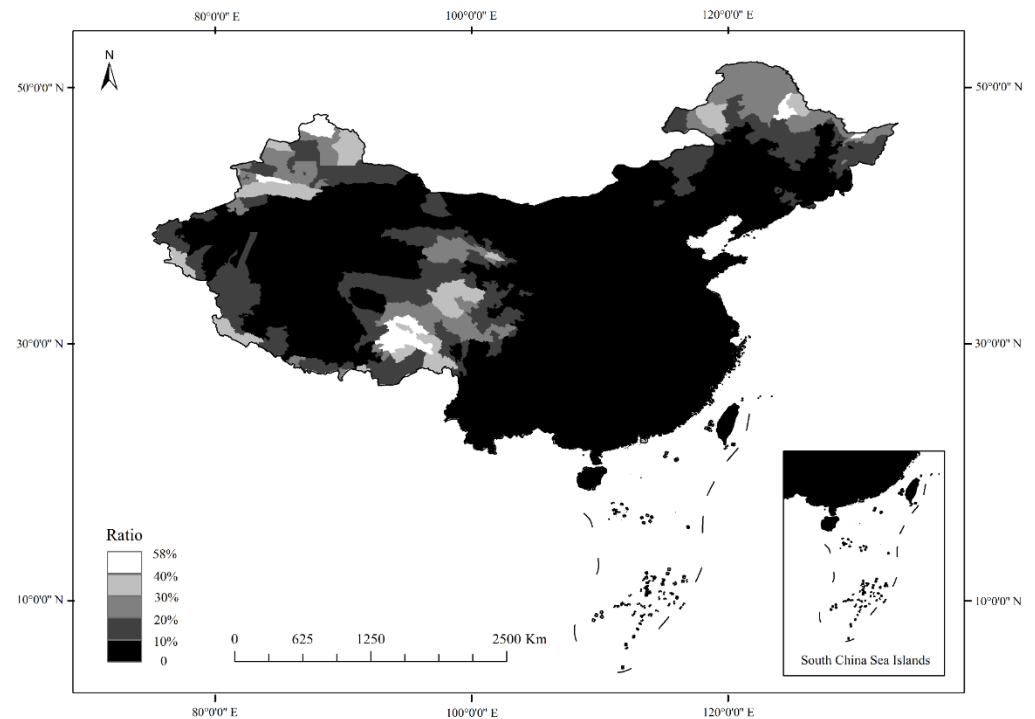 80°0'0" E 100°0'0" E 120°0'0" E
N
50°0'0" N 50°0'0" N
30°0'0" N 30°0'0" N
Ratio
58%
40%
30%
20%
10%
0
10°0'0" N 10°0'0" N
0 625 1250 2500 Km
South China Sea Islands
80°0'0" E 100°0'0" E 120°0'0" E